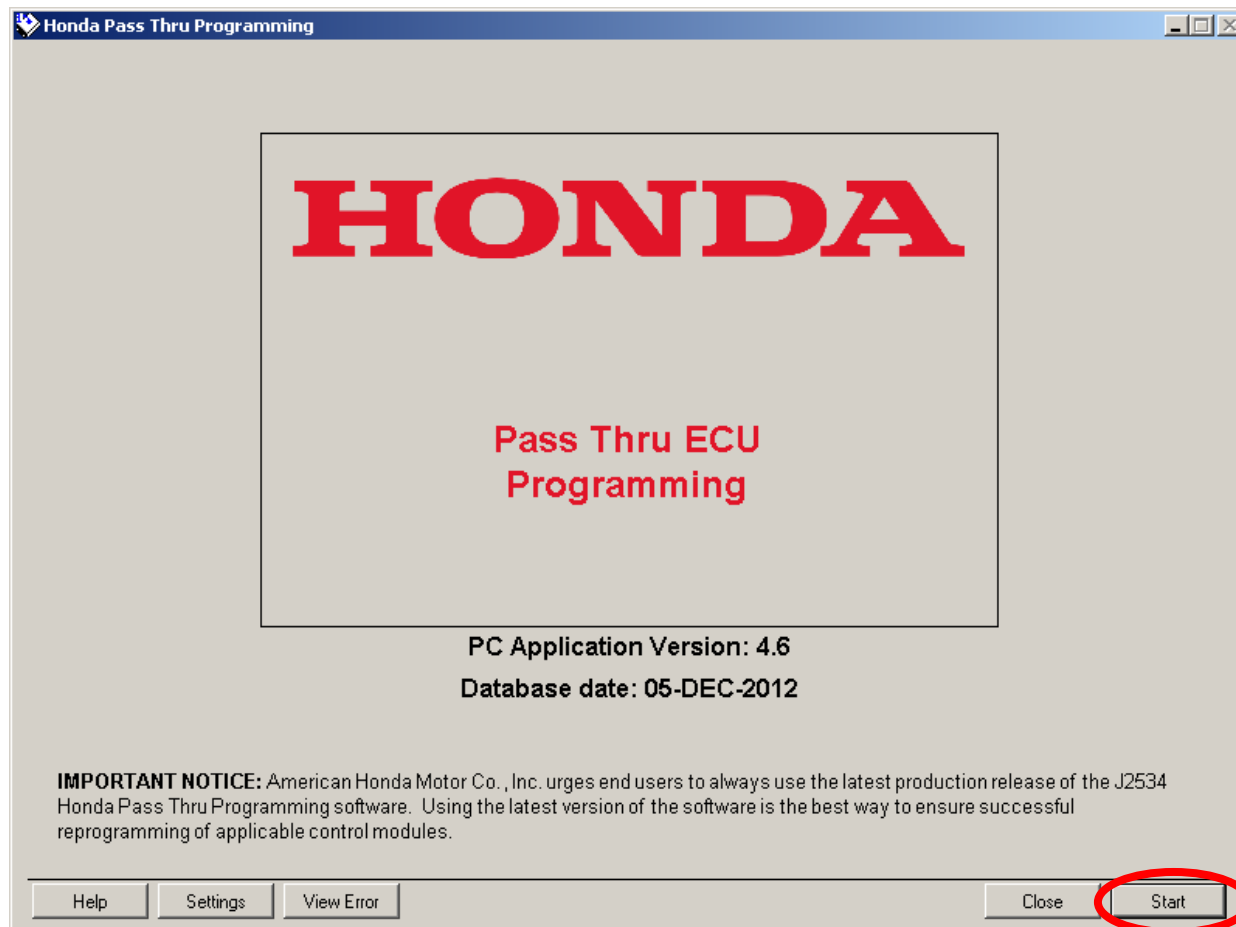 Honda Pass Thru Programming
HONDA
Pass Thru ECU
Programming
PC Application Version: 4.6
Database date: 05-DEC-2012
IMPORTANT NOTICE: American Honda Motor Co., Inc. urges end users to always use the latest production release of the J2534
Honda Pass Thru Programming software. Using the latest version of the software is the best way to ensure successful
reprogramming of applicable control modules.
Help Settings View Error Close Start